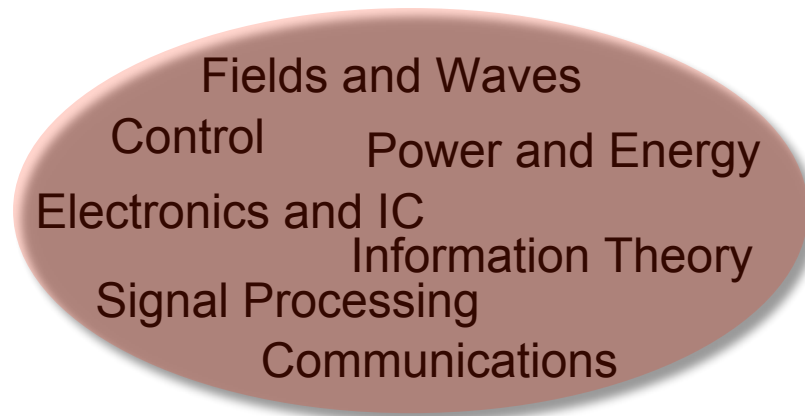 Fields and Waves
Control
Power and Energy
Electronics and IC
Information Theory
Signal Processing
Communications